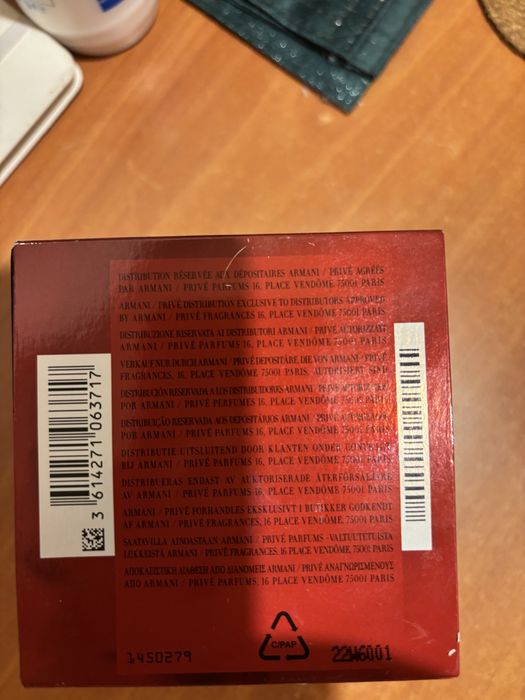 DISTRIBUTION RÉSERVÉE AUX DÉPOSITAIRES ARMANI / PRIVÉ AGRÉÉS
PAR ARMANI / PRIVÉ PARFUMS 16, PLACE VENDÔME 75001 PARIS
ARMANI / PRIVÉ DISTRIBUTION EXCLUSIVE TO DISTRIBUTORS APPROVED
BY ARMANI / PRIVÉ FRAGRANCES 16, PLACE VENDÔME 75001 PARIS
DISTRIBUZIONE RISERVATA AI DISTRIBUTORI ARMANI / PRIVÉ AUTORIZZATI
ARMANI / PRIVÉ PARFUMS 16, PLACE VENDÔME 75001 PARIS
VERKAUF NUR DURCH ARMANI / PRIVÉ DEPOSITÄRE, DIE VON ARMANI / PRIVÉ
FRAGRANCES, 16, PLACE VENDÔME 75001 PARIS, AUTORISIERT SIND
DISTRIBUCIÓN RESERVADA A LOS DISTRIBUIDORES ARMANI / PRIVÉ
POR ARMANI / PRIVÉ PERFUMES 16, PLACE VENDÔME 75001 PARIS
DISTRIBUIÇÃO RESERVADA AOS DEPOSITÁRIOS ARMANI / PRIVÉ
POR ARMANI / PRIVÉ PARFUMS 16, PLACE VENDÔME 75001 PARIS
DISTRIBUTIE UITSLUITEND DOOR KLANTEN ONDER
BIJ ARMANI / PRIVÉ PARFUMS, 16, PLACE VENDÔME 75001 PARIS
DISTRIBUERAS ENDAST AV AUKTORISERADE ÅTERFÖRSÄLJARE
AV ARMANI / PRIVÉ PARFUMS, 16 PLACE VENDÔME 75001 PARIS
ARMANI / PRIVÉ FORHANDLES EKSKLUSIVT I BUTIKKER GODKENDT
AF ARMANI / PRIVÉ FRAGRANCES, 16, PLACE VENDÔME 75001 PARIS
SAATAVILLA AINOASTAAN ARMANI / PRIVÉ PARFUMS -VALTUUTETUISTA
LIIKKEISTÄ ARMANI / PRIVÉ FRAGRANCES, 16 PLACE VENDÔME, 75001 PARIS
ΑΠΟΚΛΕΙΣΤΙΚΗ ΔΙΑΘΕΣΗ ΑΠΟ ΔΙΑΝΟΜΕΙΣ ARMANI / PRIVÉ ΑΝΑΓΝΩΡΙΣΜΕΝΟΥΣ
ΑΠΟ ARMANI / PRIVÉ PARFUMS, 16 PLACE VENDÔME 75001 PARIS
3 614271 063717
C/PAP
1450279
22W6001